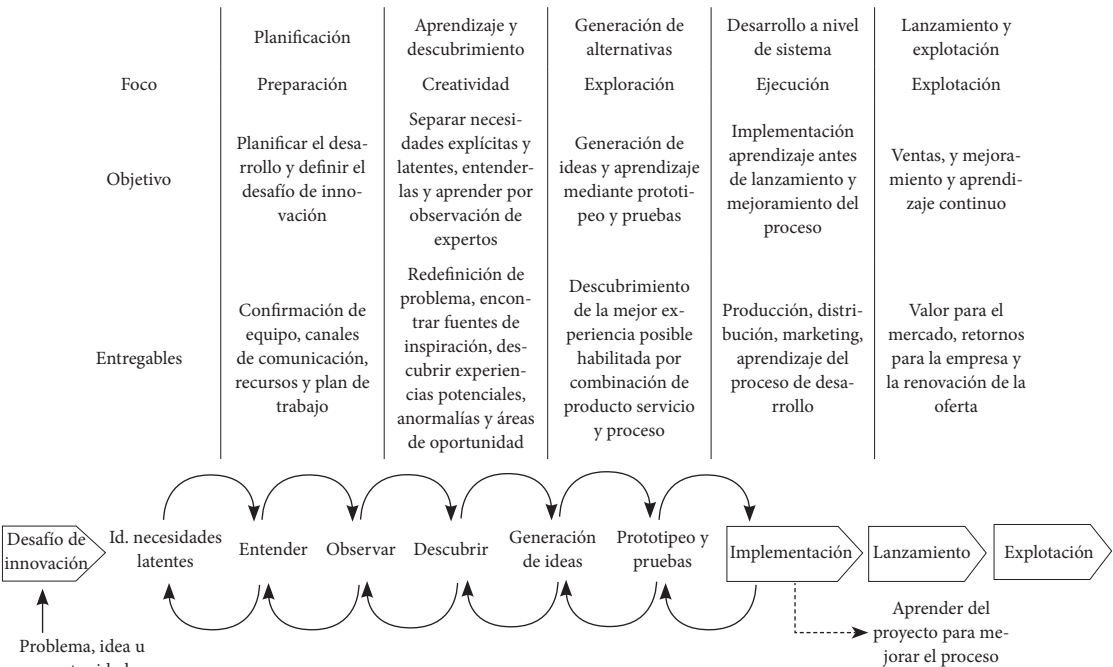 Planificación
Aprendizaje y
descubrimiento
Generación de
alternativas
Desarrollo a nivel
de sistema
Lanzamiento y
explotación
Foco
Preparación
Creatividad
Exploración
Ejecución
Explotación
Objetivo
Planificar el desa-
rrollo y definir el
desafío de inno-
vación
Separar necesi-
dades explícitas y
latentes, entender-
las y aprender por
observación de
expertos
Generación de
ideas y aprendizaje
mediante prototi-
peo y pruebas
Implementación
aprendizaje antes
de lanzamiento y
mejoramiento del
proceso
Ventas, y mejora-
miento y aprendi-
zaje continuo
Entregables
Confirmación de
equipo, canales
de comunicación,
recursos y plan de
trabajo
Redefinición de
problema, encon-
trar fuentes de
inspiración, des-
cubrir experien-
cias potenciales,
anormalías y áreas
de oportunidad
Descubrimiento
de la mejor ex-
periencia posible
habilitada por
combinación de
producto servicio
y proceso
Producción, distri-
bución, marketing,
aprendizaje del
proceso de desa-
rrollo
Valor para el
mercado, retornos
para la empresa y
la renovación de la
oferta
Desafío de
innovación
Id. necesidades
latentes
Entender
Observar
Descubrir
Generación
de ideas
Prototipeo y
pruebas
Implementación
Lanzamiento
Explotación
Problema, idea u
Aprender del
proyecto para me-
jorar el proceso